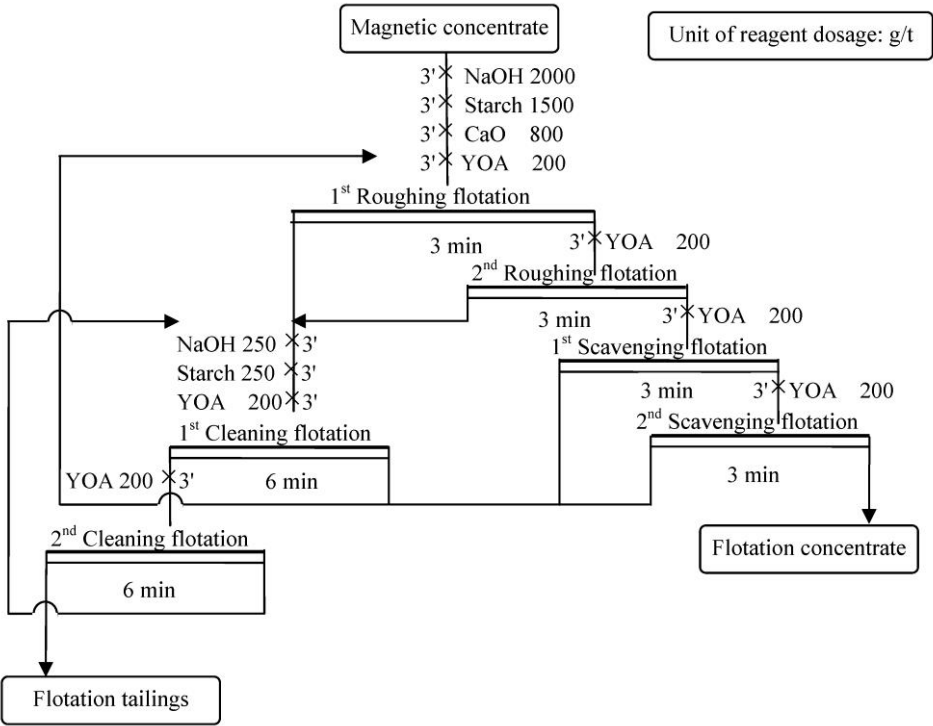 Magnetic concentrate
Unit of reagent dosage: g/t
3' NaOH 2000
3' Starch 1500
3' CaO 800
3' YOA 200
1st Roughing flotation
3 min
3' YOA 200
2nd Roughing flotation
3 min
3' YOA 200
NaOH 250 3'
1st Scavenging flotation
Starch 250 3'
3 min
3' YOA 200
YOA 200 3'
2nd Scavenging flotation
1st Cleaning flotation
YOA 200 3'
6 min
3 min
2nd Cleaning flotation
Flotation concentrate
6 min
Flotation tailings